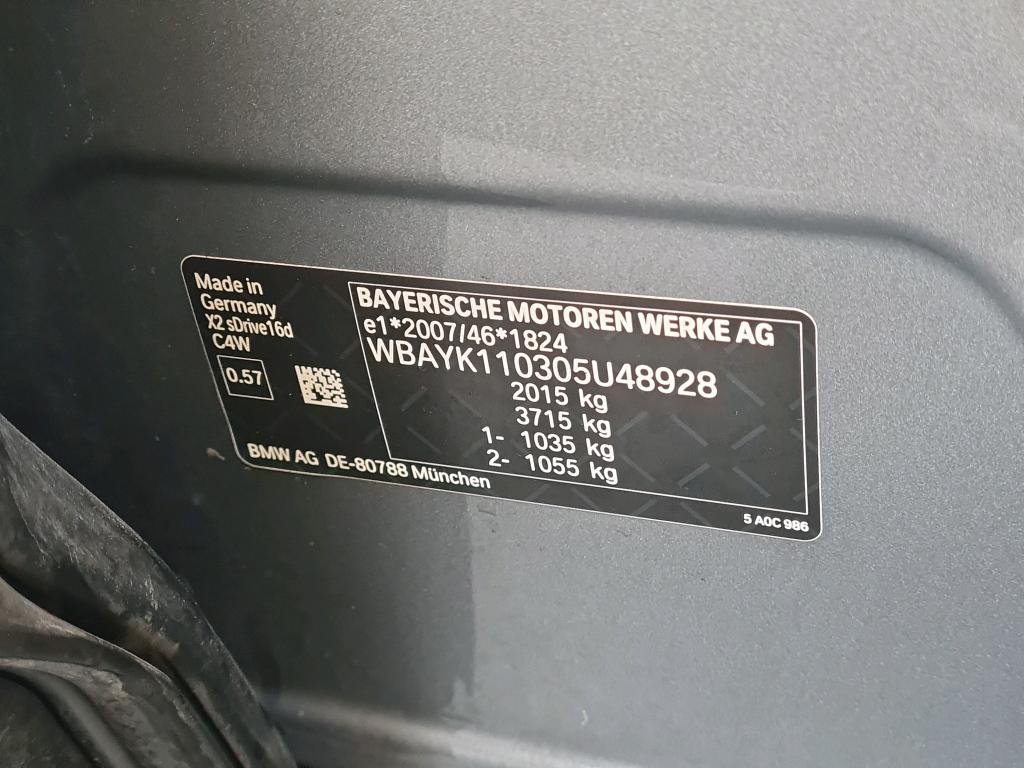 Made in
Germany
X2 sDrive16d
C4W
0.57
BAYERISCHE MOTOREN WERKE AG
e1*2007/46*1824
WBAYK110305U48928
2015 kg
3715 kg
1- 1035 kg
2- 1055 kg
BMW AG DE-80788 München
5 A0C 986